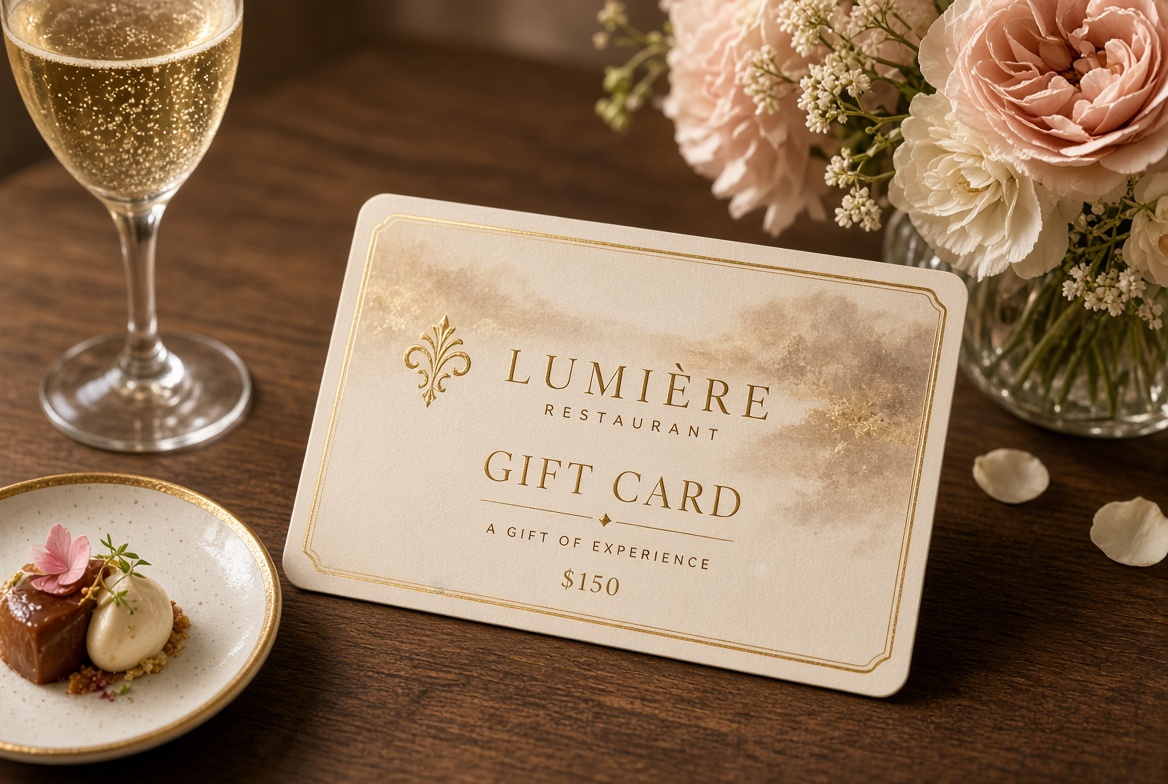 LUMIÈRE
RESTAURANT
GIFT CARD
A GIFT OF EXPERIENCE
$150